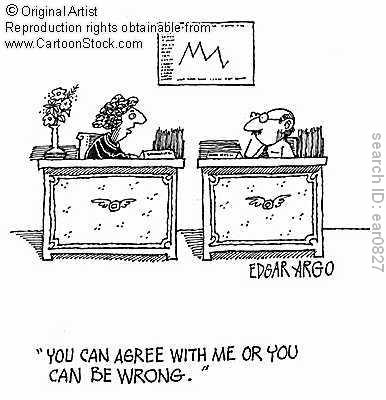 © Original Artist
Reproduction rights obtainable from
www.CartoonStock.com
search ID: ear0827
EDGAR ARGO
"YOU CAN AGREE WITH ME OR YOU
CAN BE WRONG."